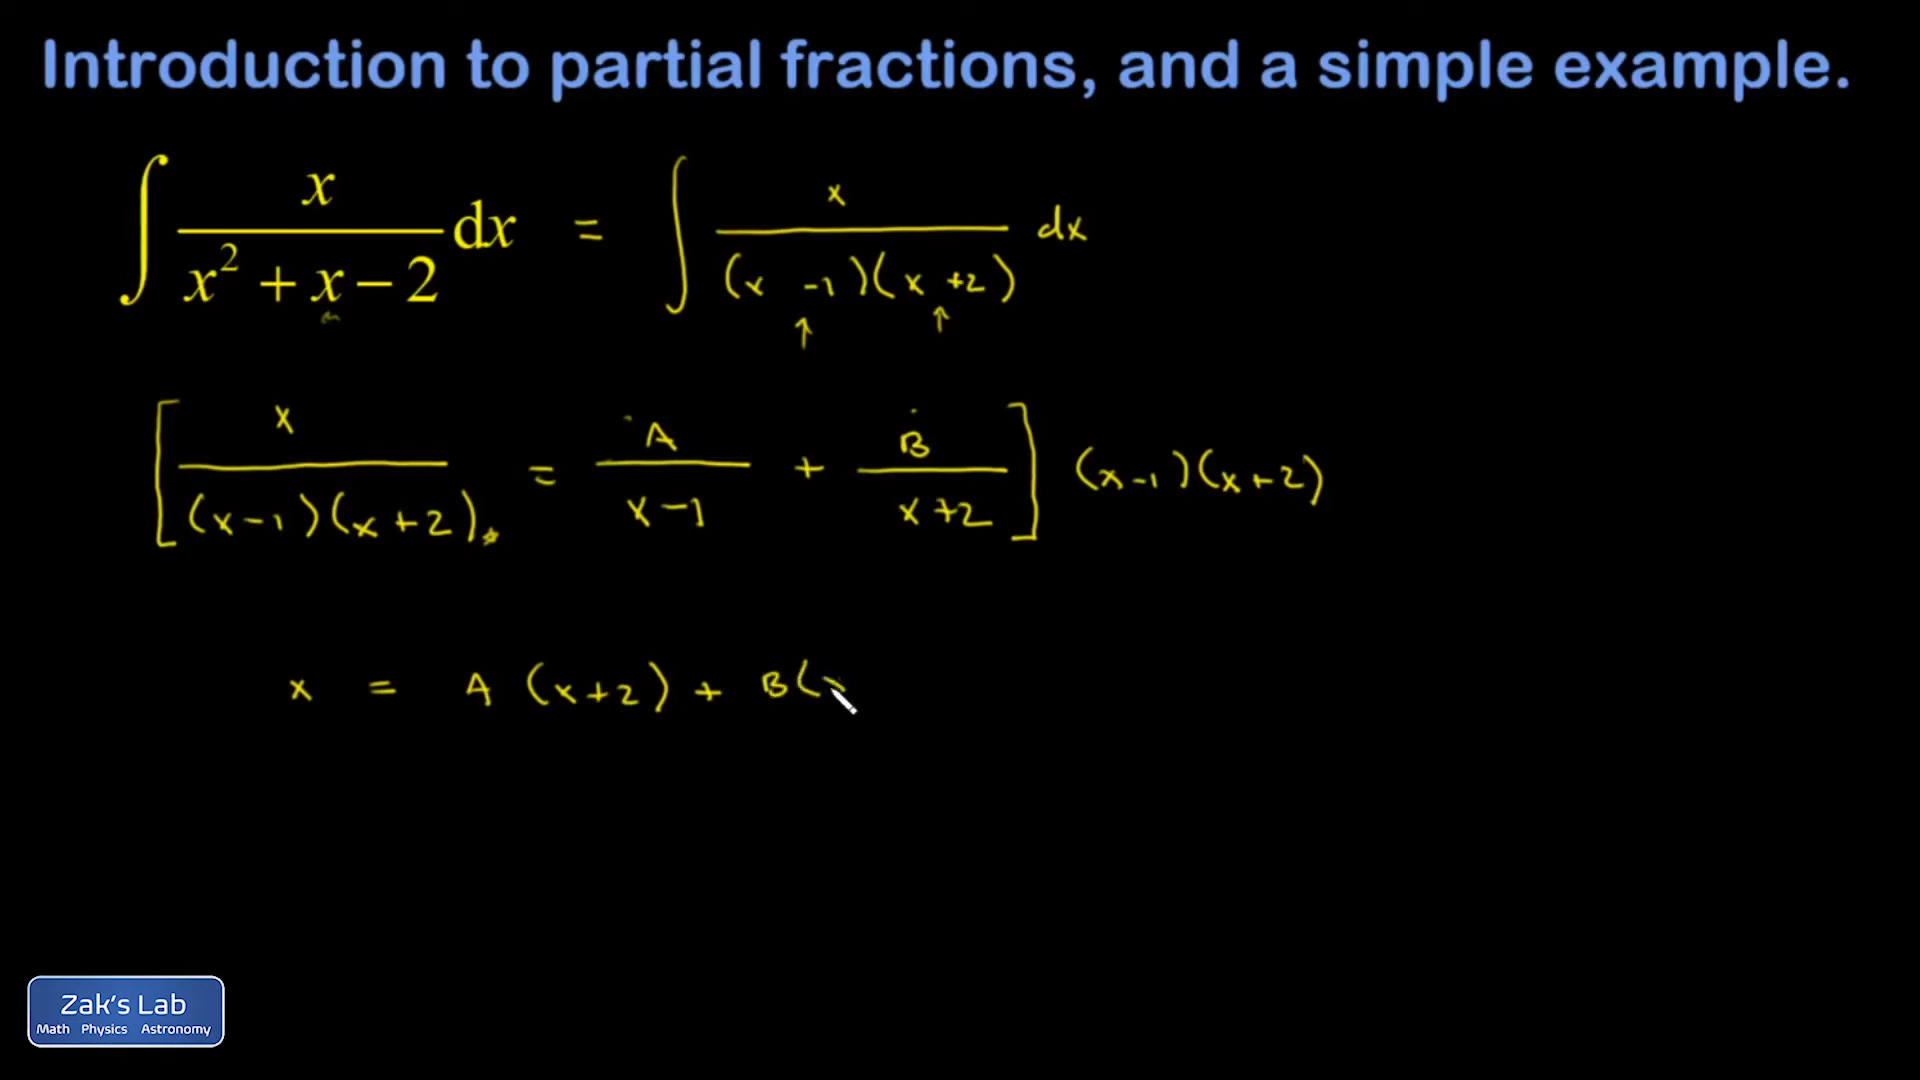 Introduction to partial fractions, and a simple example.
∫ x / (x² + x − 2) dx = ∫ x / ((x −1)(x +2)) dx
[ x / ((x−1)(x+2)) = A / (x−1) + B / (x+2) ] (x−1)(x+2)
x = A (x+2) + B(
Zak's Lab
Math Physics Astronomy